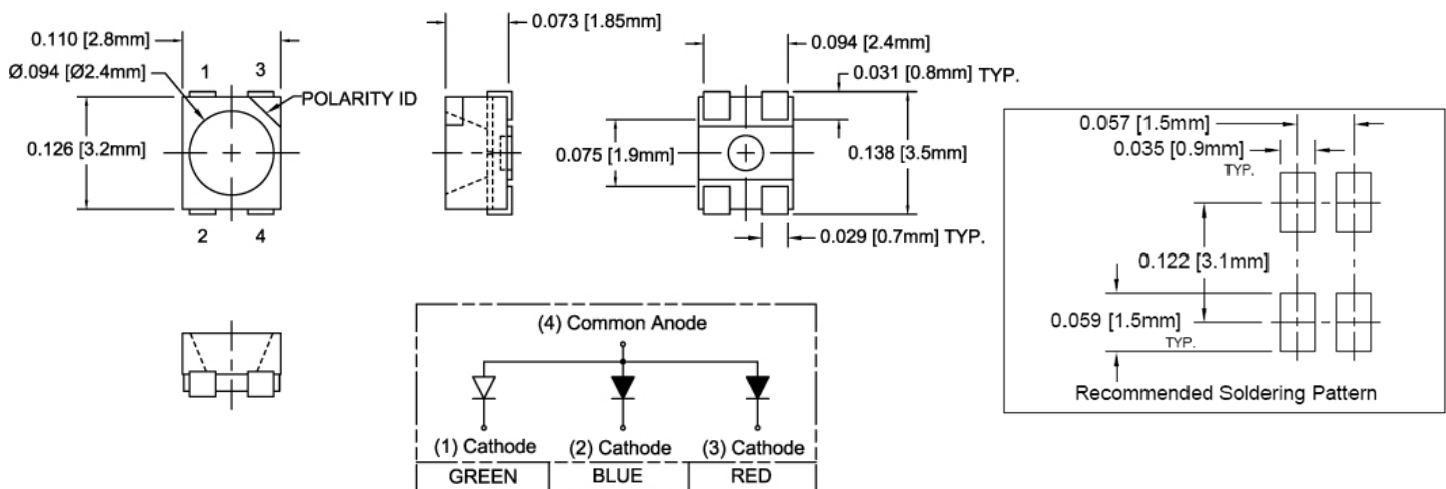 0.110 [2.8mm]
Ø.094 [Ø2.4mm]
1 3
POLARITY ID
0.126 [3.2mm]
2 4
0.073 [1.85mm]
0.094 [2.4mm]
0.031 [0.8mm] TYP.
0.075 [1.9mm]
0.138 [3.5mm]
0.029 [0.7mm] TYP.
0.057 [1.5mm]
0.035 [0.9mm]
TYP.
0.122 [3.1mm]
0.059 [1.5mm]
TYP.
Recommended Soldering Pattern
(4) Common Anode
(1) Cathode (2) Cathode (3) Cathode
GREEN BLUE RED